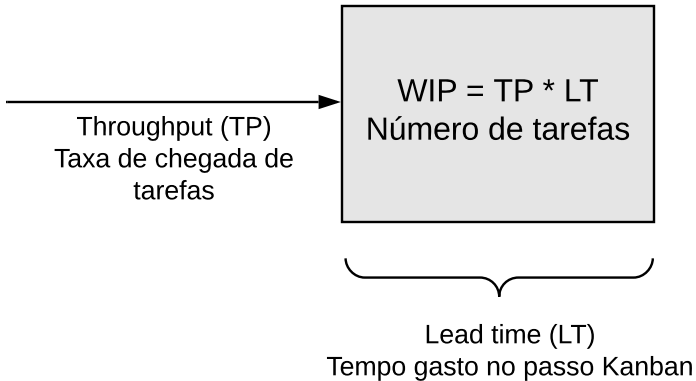 WIP = TP * LT
Número de tarefas
Throughput (TP)
Taxa de chegada de
tarefas
Lead time (LT)
Tempo gasto no passo Kanban